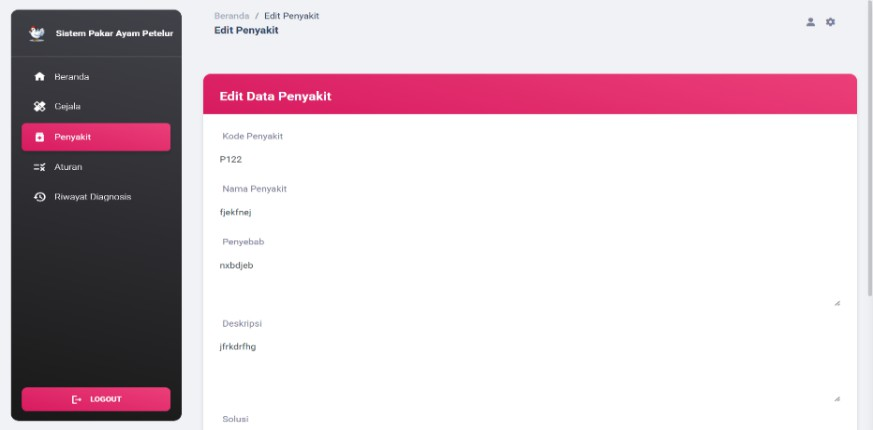 Sistem Pakar Ayam Petelur
Beranda
Gejala
Penyakit
Aturan
Riwayat Diagnosis
LOGOUT
Beranda / Edit Penyakit
Edit Penyakit
Edit Data Penyakit
Kode Penyakit
P122
Nama Penyakit
fjekfnej
Penyebab
nxbdjeb
Deskripsi
jfrkdrfhg
Solusi